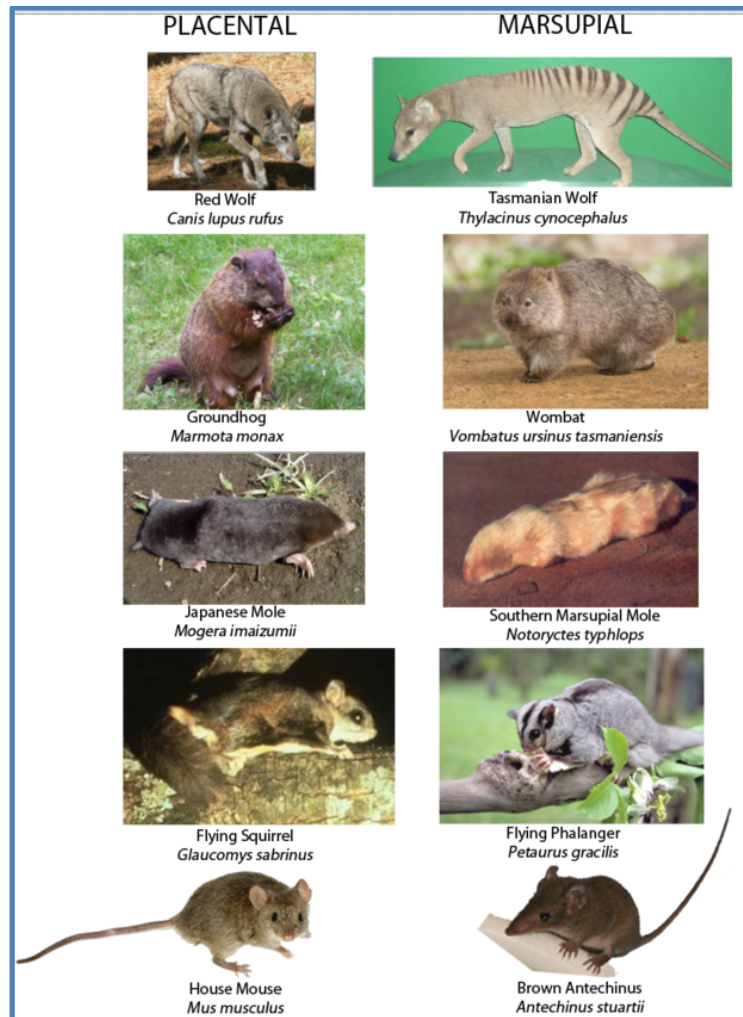 PLACENTAL
MARSUPIAL
Red Wolf
Canis lupus rufus
Tasmanian Wolf
Thylacinus cynocephalus
Groundhog
Marmota monax
Wombat
Vombatus ursinus tasmaniensis
Japanese Mole
Mogera imaizumii
Southern Marsupial Mole
Notoryctes typhlops
Flying Squirrel
Glaucomys sabrinus
Flying Phalanger
Petaurus gracilis
House Mouse
Mus musculus
Brown Antechinus
Antechinus stuartii